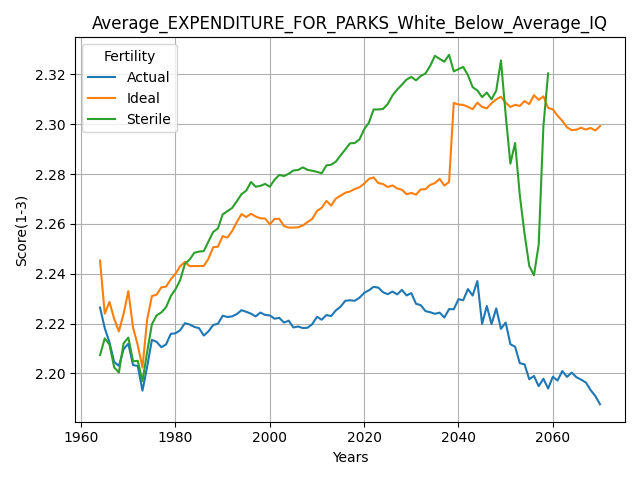 Average_EXPENDITURE_FOR_PARKS_White_Below_Average_IQ
Fertility
Actual
Ideal
Sterile
2.32
2.30
2.28
2.26
2.24
2.22
2.20
Score(1-3)
1960
1980
2000
2020
2040
2060
Years